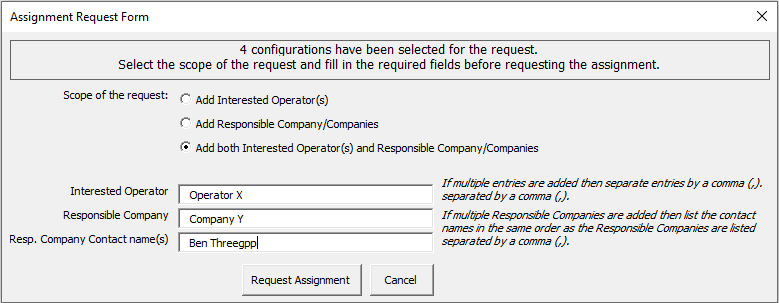 Assignment Request Form
4 configurations have been selected for the request.
Select the scope of the request and fill in the required fields before requesting the assignment.
Scope of the request:
Add Interested Operator(s)
Add Responsible Company/Companies
Add both Interested Operator(s) and Responsible Company/Companies
Interested Operator
Operator X
If multiple entries are added then separate entries by a comma (,).
separated by a comma (,).
Responsible Company
Company Y
If multiple Responsible Companies are added then list the contact
names in the same order as the Responsible Companies are listed
separated by a comma (,).
Resp. Company Contact name(s)
Ben Threegpp
Request Assignment
Cancel